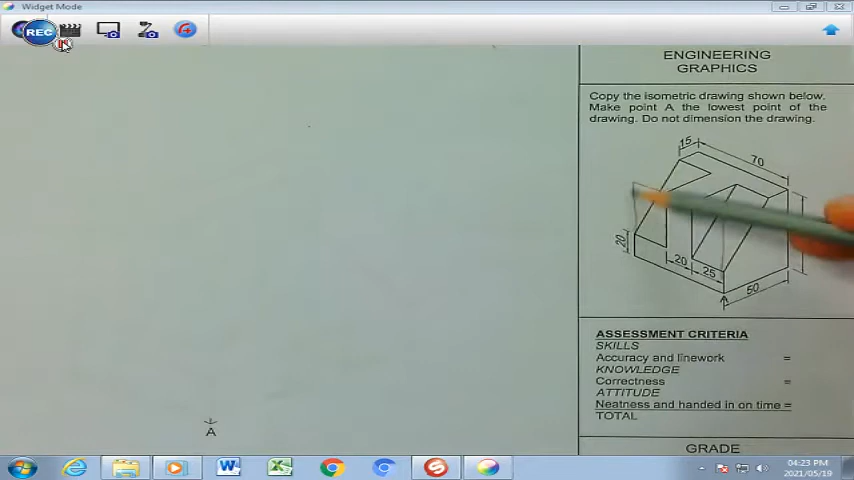 Widget Mode
REC
ENGINEERING
GRAPHICS
Copy the isometric drawing shown below.
Make point A the lowest point of the
drawing. Do not dimension the drawing.
15
70
20
20
25
50
A
A
ASSESSMENT CRITERIA
SKILLS
Accuracy and linework =
KNOWLEDGE
Correctness =
ATTITUDE
Neatness and handed in on time =
TOTAL
GRADE
04:23 PM
2021/05/19